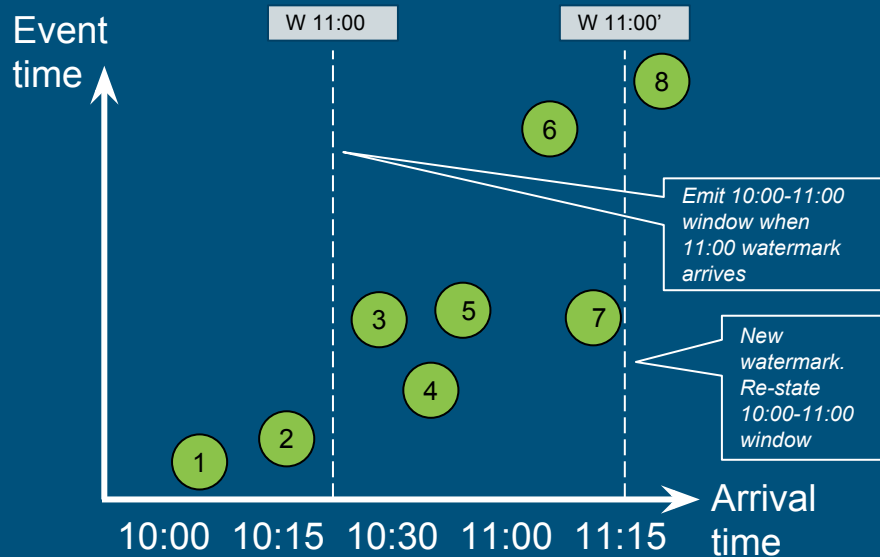 W 11:00
W 11:00’
Event
time
8
6
Emit 10:00-11:00
window when
11:00 watermark
arrives
3
5
7
4
New
watermark.
Re-state
10:00-11:00
window
2
1
Arrival
time
10:00 10:15 10:30 11:00 11:15